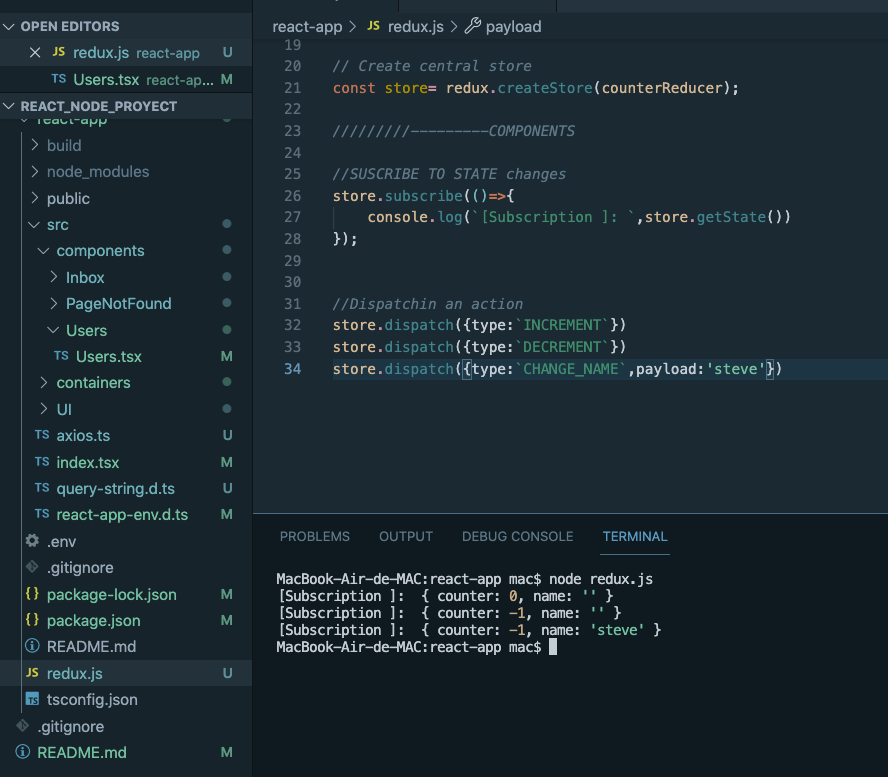 OPEN EDITORS
JS redux.js react-app U
TS Users.tsx react-ap... M
REACT_NODE_PROYECT
react-app
build
node_modules
public
src
components
Inbox
PageNotFound
Users
TS Users.tsx M
containers
UI
TS axios.ts U
TS index.tsx M
TS query-string.d.ts U
TS react-app-env.d.ts M
.env
.gitignore
{} package-lock.json M
{} package.json M
README.md
JS redux.js U
TS tsconfig.json
.gitignore
README.md M
react-app > JS redux.js > payload
19
20 // Create central store
21 const store= redux.createStore(counterReducer);
22
23 /////////---------COMPONENTS
24
25 //SUSCRIBE TO STATE changes
26 store.subscribe(()=>{
27 console.log(`[Subscription ]: `,store.getState())
28 });
29
30
31 //Dispatchin an action
32 store.dispatch({type:`INCREMENT`})
33 store.dispatch({type:`DECREMENT`})
34 store.dispatch({type:`CHANGE_NAME`,payload:'steve'})
PROBLEMS OUTPUT DEBUG CONSOLE TERMINAL
MacBook-Air-de-MAC:react-app mac$ node redux.js
[Subscription ]:  { counter: 0, name: '' }
[Subscription ]:  { counter: -1, name: '' }
[Subscription ]:  { counter: -1, name: 'steve' }
MacBook-Air-de-MAC:react-app mac$